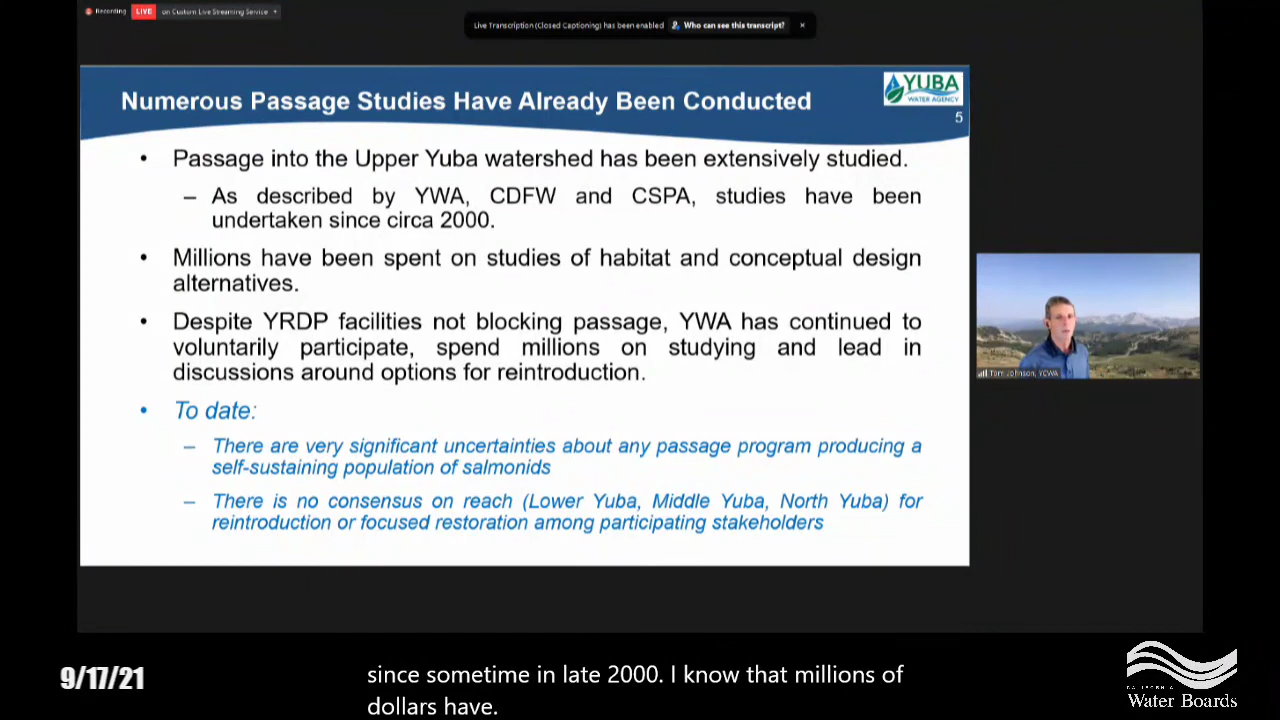 Recording LIVE on Custom Live Streaming Service
Live Transcription (Closed Captioning) has been enabled Who can see this transcript?
Numerous Passage Studies Have Already Been Conducted
YUBA
WATER AGENCY
5
• Passage into the Upper Yuba watershed has been extensively studied.
– As described by YWA, CDFW and CSPA, studies have been
undertaken since circa 2000.
• Millions have been spent on studies of habitat and conceptual design
alternatives.
• Despite YRDP facilities not blocking passage, YWA has continued to
voluntarily participate, spend millions on studying and lead in
discussions around options for reintroduction.
• To date:
– There are very significant uncertainties about any passage program producing a
self-sustaining population of salmonids
– There is no consensus on reach (Lower Yuba, Middle Yuba, North Yuba) for
reintroduction or focused restoration among participating stakeholders
Tom Johnson, YCWA
since sometime in late 2000. I know that millions of
dollars have.
9/17/21
CALIFORNIA
Water Boards